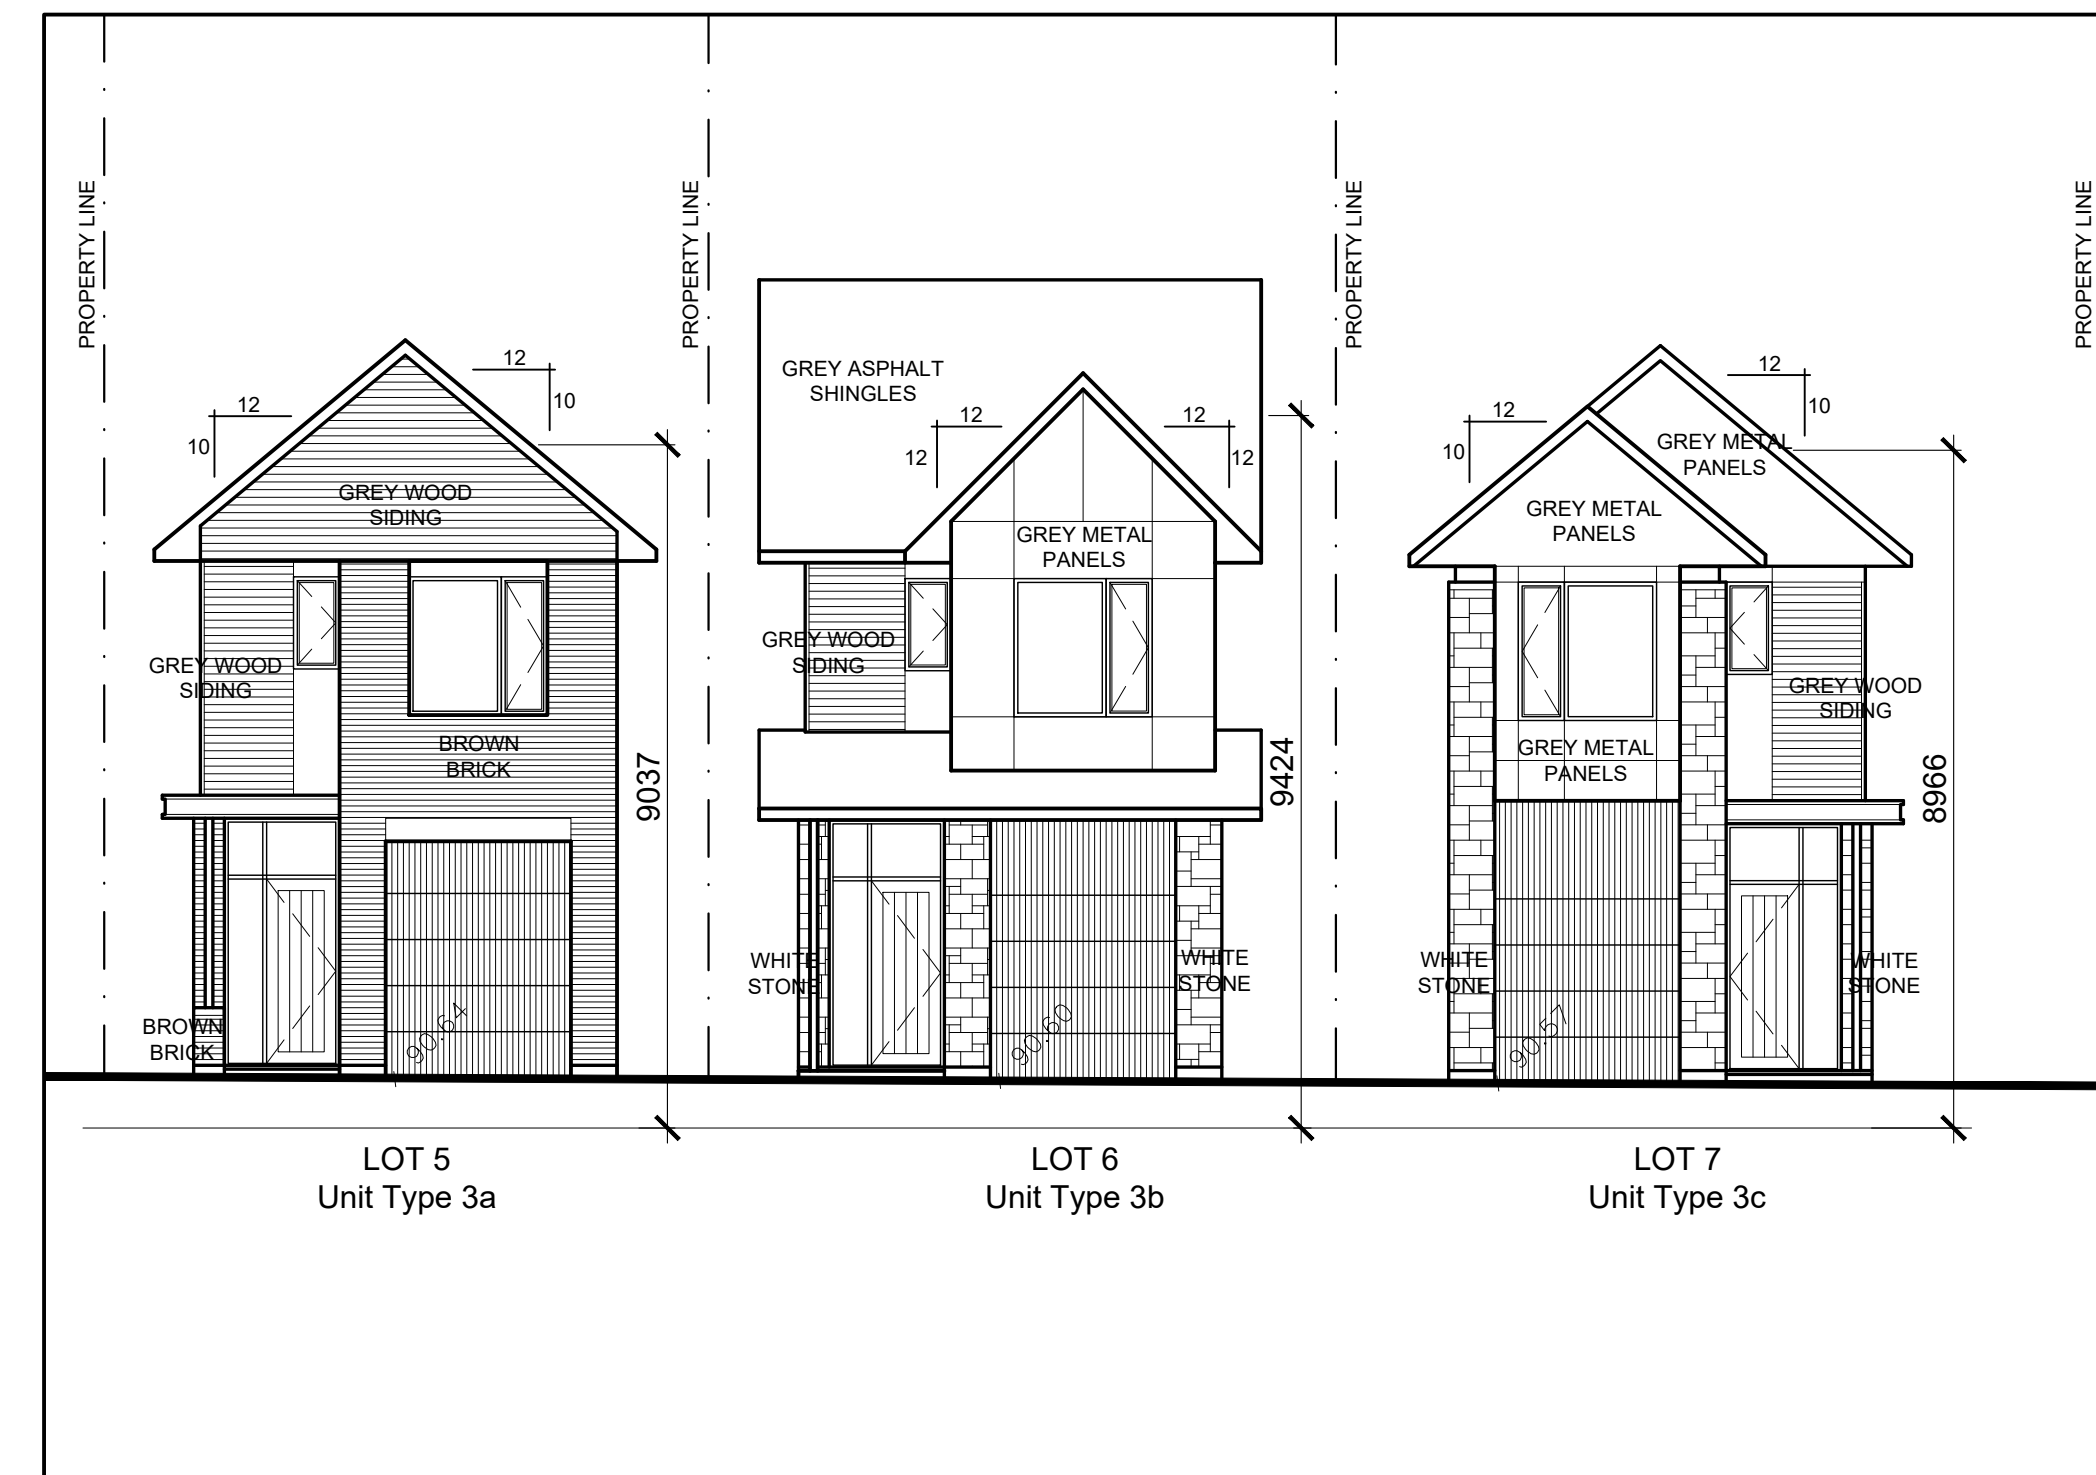 PROPERTY LINE
PROPERTY LINE
PROPERTY LINE
PROPERTY LINE
12
10
12
10
GREY WOOD
SIDING
GREY WOOD
SIDING
BROWN
BRICK
BROWN
BRICK
90.64
9037
GREY ASPHALT
SHINGLES
12
12
12
12
GREY METAL
PANELS
GREY WOOD
SIDING
WHITE
STONE
WHITE
STONE
90.60
9424
12
10
12
10
GREY METAL
PANELS
GREY METAL
PANELS
GREY WOOD
SIDING
GREY METAL
PANELS
WHITE
STONE
WHITE
STONE
90.57
8966
LOT 5
Unit Type 3a
LOT 6
Unit Type 3b
LOT 7
Unit Type 3c